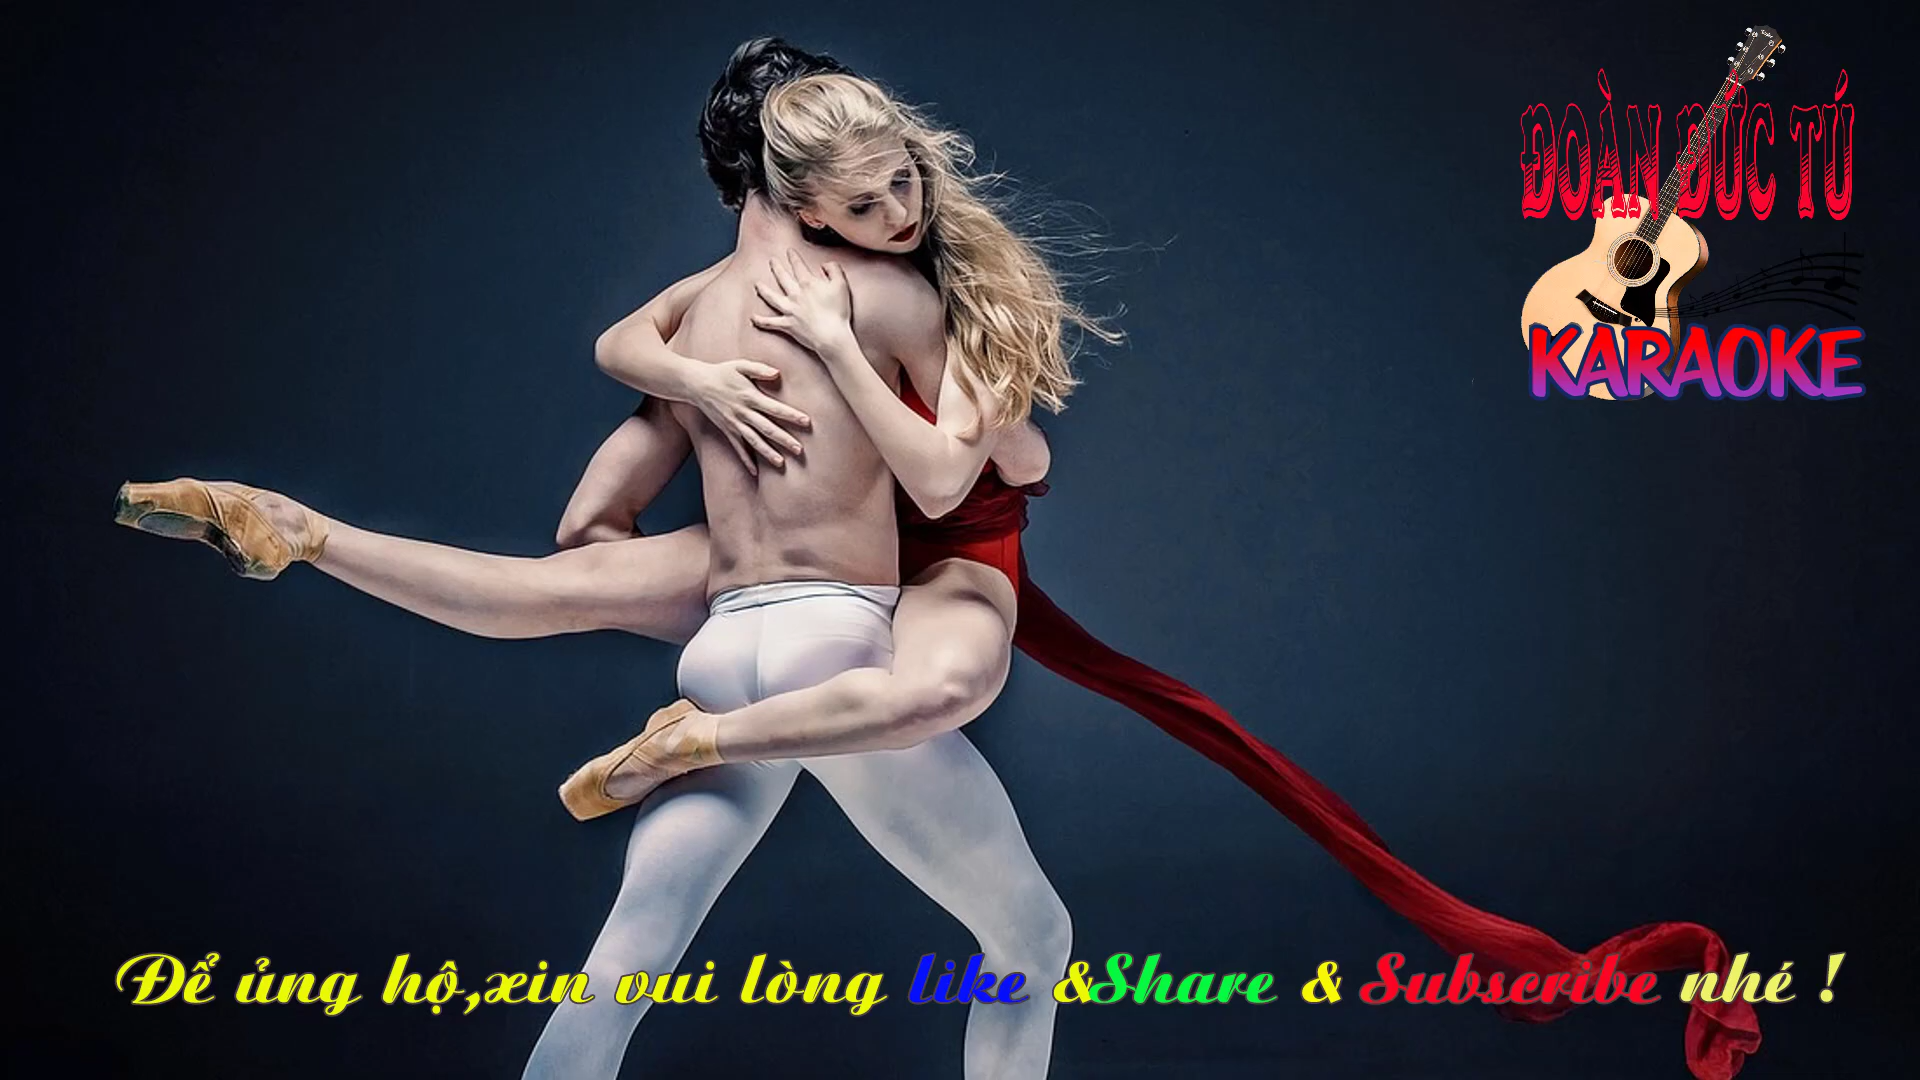 ĐOÀN ĐỨC TÚ
KARAOKE
Để ủng hộ,xin vui lòng like &Share & Subscribe nhé !